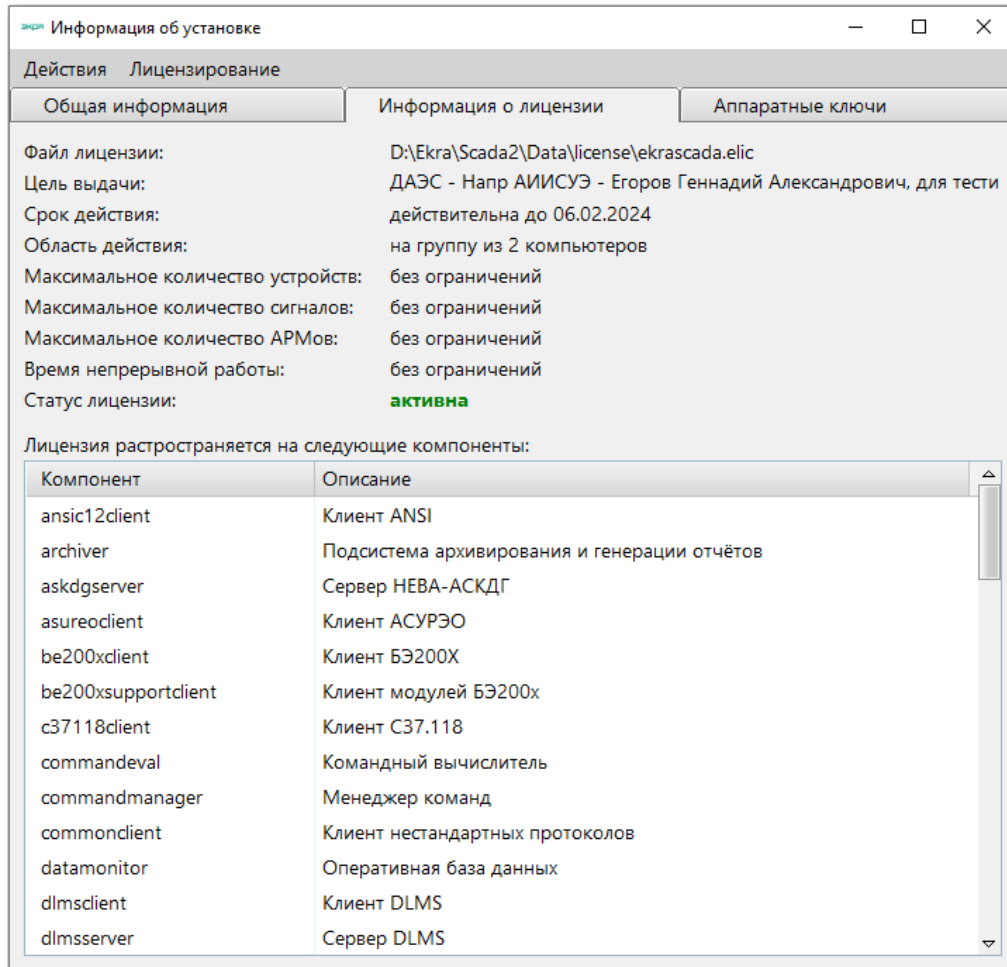 ЭКРА Информация об установке
Действия Лицензирование
Общая информация Информация о лицензии Аппаратные ключи
Файл лицензии: D:\Ekra\Scada2\Data\license\ekrascada.elic
Цель выдачи: ДАЭС - Напр АИИСУЭ - Егоров Геннадий Александрович, для тести
Срок действия: действительна до 06.02.2024
Область действия: на группу из 2 компьютеров
Максимальное количество устройств: без ограничений
Максимальное количество сигналов: без ограничений
Максимальное количество АРМов: без ограничений
Время непрерывной работы: без ограничений
Статус лицензии: активна
Лицензия растространяется на следующие компоненты:
Компонент Описание
ansic12client Клиент ANSI
archiver Подсистема архивирования и генерации отчётов
askdgserver Сервер НЕВА-АСКДГ
asureoclient Клиент АСУРЭО
be200xclient Клиент БЭ200X
be200xsupportclient Клиент модулей БЭ200x
c37118client Клиент C37.118
commandeval Командный вычислитель
commandmanager Менеджер команд
commonclient Клиент нестандартных протоколов
datamonitor Оперативная база данных
dlmsclient Клиент DLMS
dlmsserver Сервер DLMS